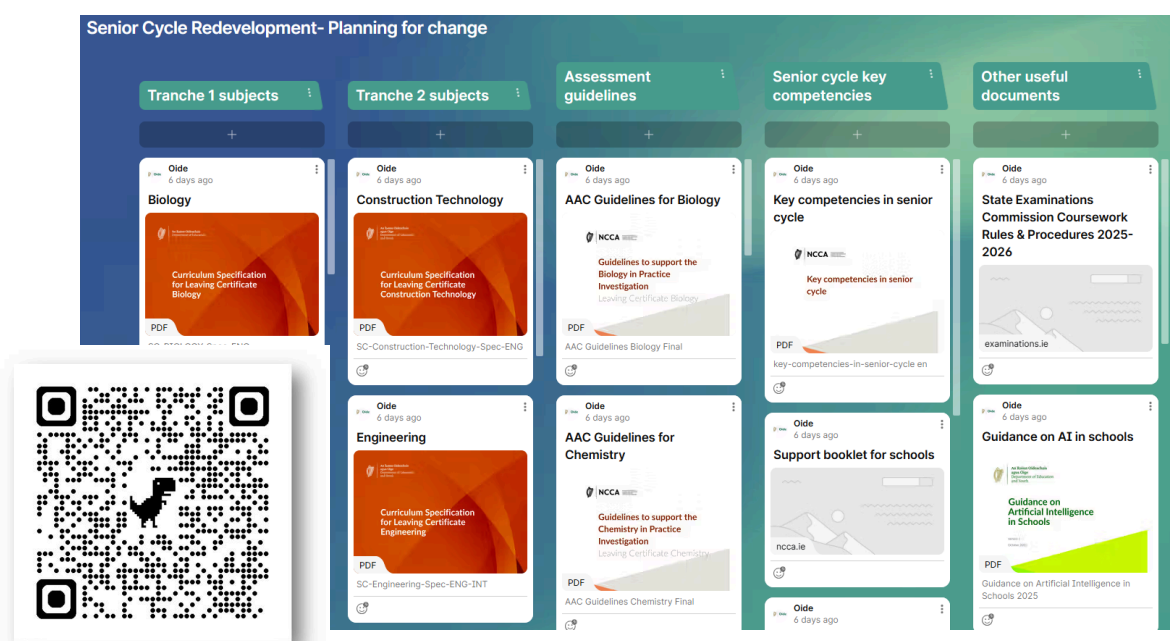 Senior Cycle Redevelopment- Planning for change
Tranche 1 subjects
Oide
6 days ago
Biology
Curriculum Specification
for Leaving Certificate
Biology
PDF
Tranche 2 subjects
Oide
6 days ago
Construction Technology
Curriculum Specification
for Leaving Certificate
Construction Technology
PDF
SC-Construction-Technology-Spec-ENG
Oide
6 days ago
Engineering
Curriculum Specification
for Leaving Certificate
Engineering
PDF
SC-Engineering-Spec-ENG-INT
Assessment
guidelines
Oide
6 days ago
AAC Guidelines for Biology
NCCA
Guidelines to support the
Biology in Practice
Investigation
Leaving Certificate Biology
PDF
AAC Guidelines Biology Final
Oide
6 days ago
AAC Guidelines for
Chemistry
NCCA
Guidelines to support the
Chemistry in Practice
Investigation
Leaving Certificate Chemistry
PDF
AAC Guidelines Chemistry Final
Senior cycle key
competencies
Oide
6 days ago
Key competencies in senior
cycle
NCCA
Key competencies in senior
cycle
PDF
key-competencies-in-senior-cycle en
Oide
6 days ago
Support booklet for schools
ncca.ie
Oide
6 days ago
Other useful
documents
Oide
6 days ago
State Examinations
Commission Coursework
Rules & Procedures 2025-
2026
examinations.ie
Oide
6 days ago
Guidance on AI in schools
Guidance on
Artificial Intelligence
in Schools
PDF
Guidance on Artificial Intelligence in
Schools 2025